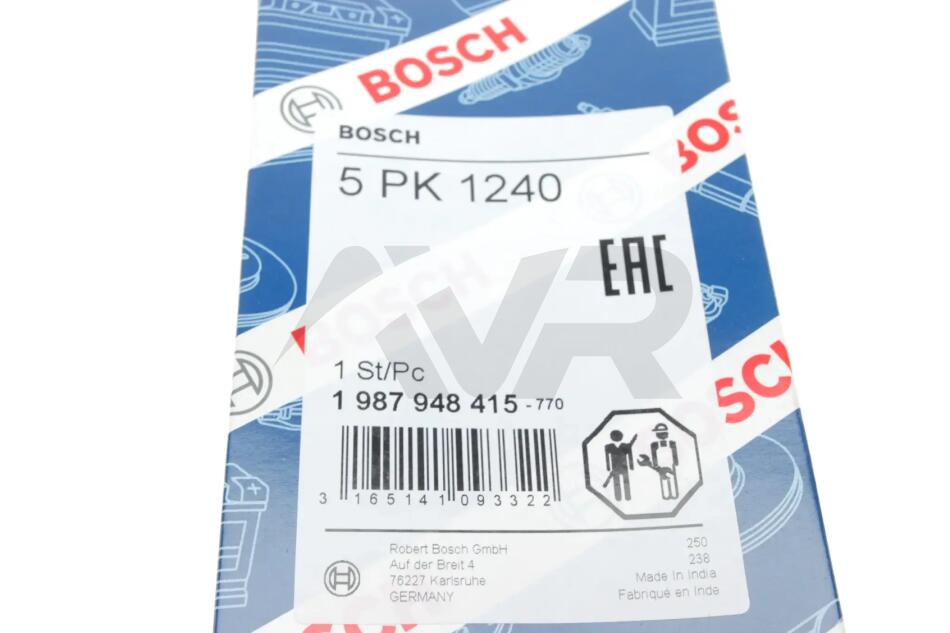 BOSCH
BOSCH
BOSCH
5 PK 1240
EAC
BOSCH
AVR
1 St/Pc
1 987 948 415 -770
BOSCH
3 165141 093322
Robert Bosch GmbH
Auf der Breit 4
76227 Karlsruhe
GERMANY
250
238
Made in India
Fabriqué en Inde